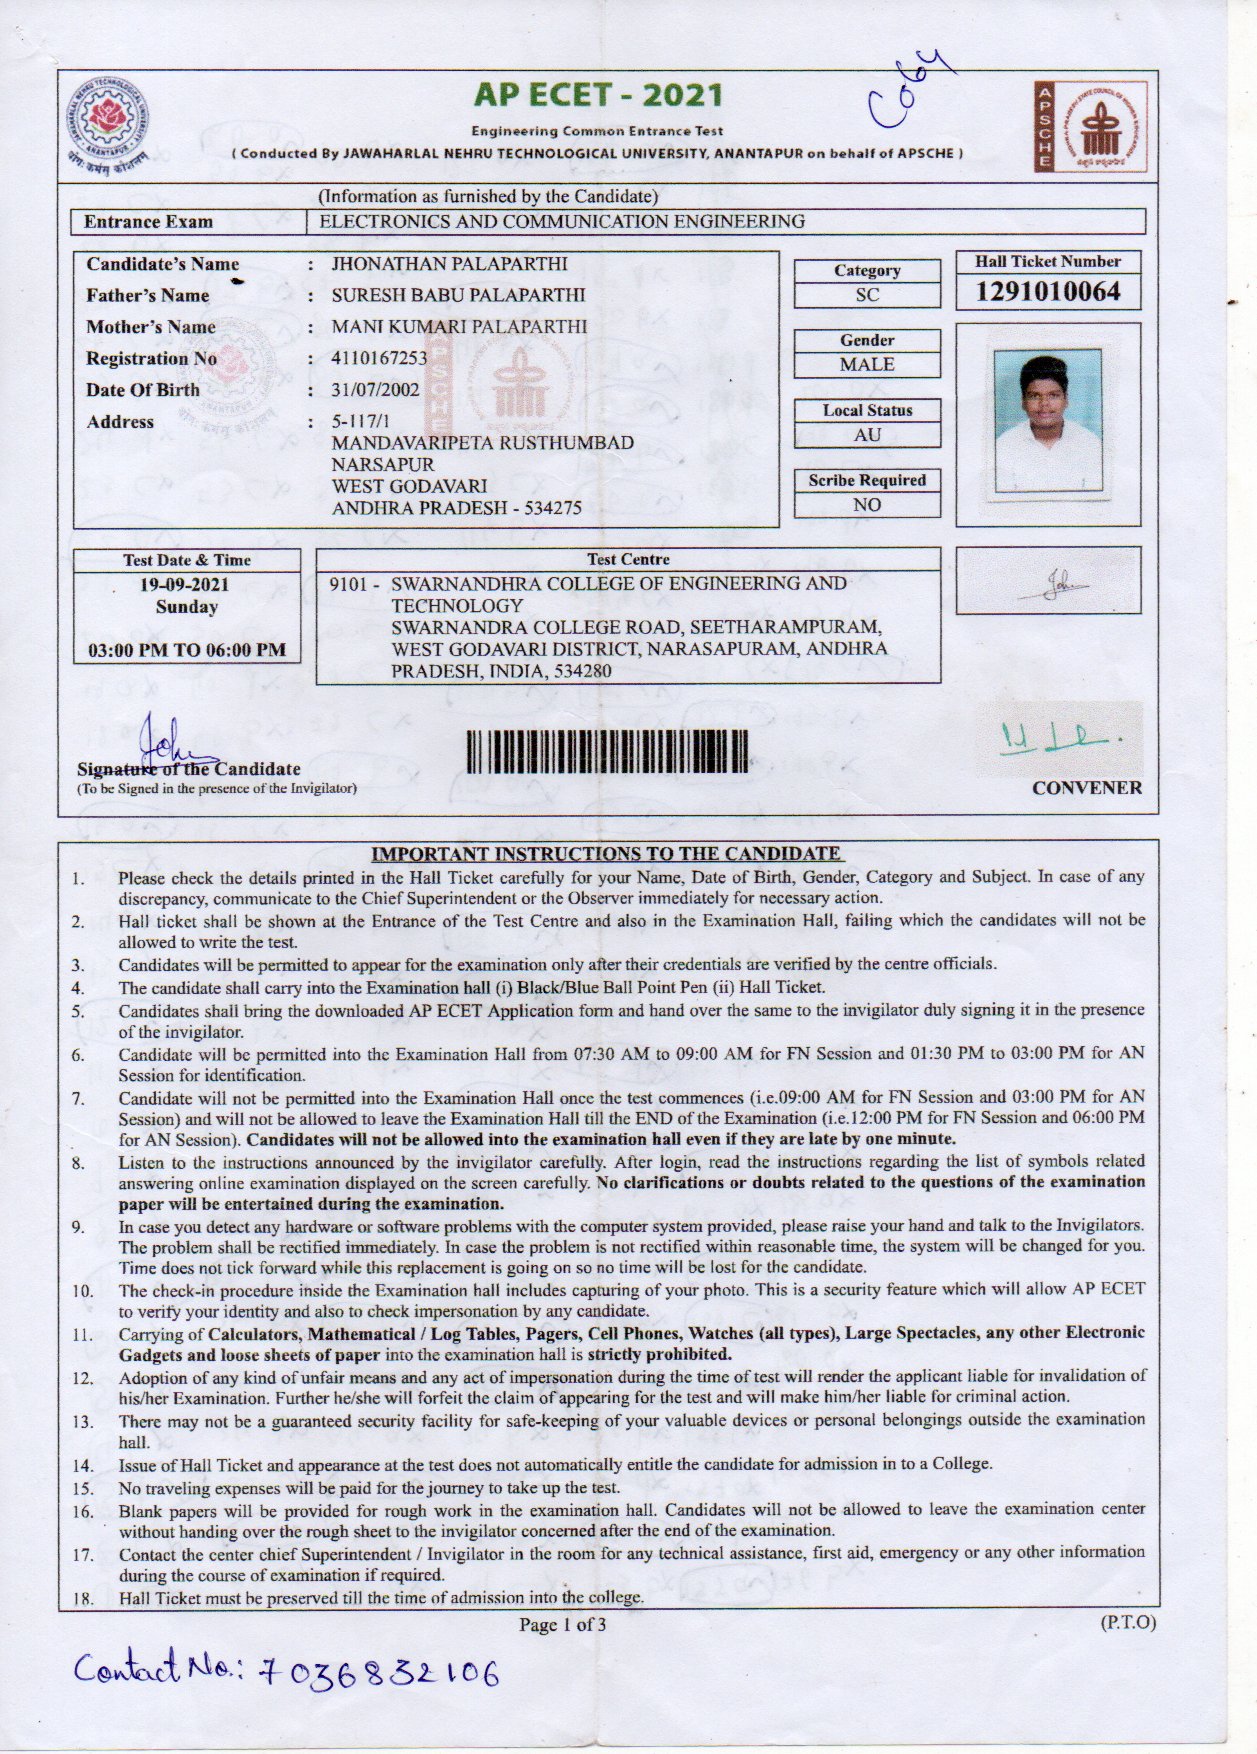 Co64
AP ECET - 2021
Engineering Common Entrance Test
( Conducted By JAWAHARLAL NEHRU TECHNOLOGICAL UNIVERSITY, ANANTAPUR on behalf of APSCHE )
APSCHE
(Information as furnished by the Candidate)
Entrance Exam ELECTRONICS AND COMMUNICATION ENGINEERING
Candidate's Name : JHONATHAN PALAPARTHI
Father's Name : SURESH BABU PALAPARTHI
Mother's Name : MANI KUMARI PALAPARTHI
Registration No : 4110167253
Date Of Birth : 31/07/2002
Address : 5-117/1
MANDAVARIPETA RUSTHUMBAD
NARSAPUR
WEST GODAVARI
ANDHRA PRADESH - 534275
Category
SC
Gender
MALE
Local Status
AU
Scribe Required
NO
Hall Ticket Number
1291010064
Test Date & Time
19-09-2021
Sunday
03:00 PM TO 06:00 PM
Test Centre
9101 - SWARNANDHRA COLLEGE OF ENGINEERING AND
TECHNOLOGY
SWARNANDRA COLLEGE ROAD, SEETHARAMPURAM,
WEST GODAVARI DISTRICT, NARASAPURAM, ANDHRA
PRADESH, INDIA, 534280
John
John
Signature of the Candidate
(To be Signed in the presence of the Invigilator)
CONVENER
IMPORTANT INSTRUCTIONS TO THE CANDIDATE
1. Please check the details printed in the Hall Ticket carefully for your Name, Date of Birth, Gender, Category and Subject. In case of any
discrepancy, communicate to the Chief Superintendent or the Observer immediately for necessary action.
2. Hall ticket shall be shown at the Entrance of the Test Centre and also in the Examination Hall, failing which the candidates will not be
allowed to write the test.
3. Candidates will be permitted to appear for the examination only after their credentials are verified by the centre officials.
4. The candidate shall carry into the Examination hall (i) Black/Blue Ball Point Pen (ii) Hall Ticket.
5. Candidates shall bring the downloaded AP ECET Application form and hand over the same to the invigilator duly signing it in the presence
of the invigilator.
6. Candidate will be permitted into the Examination Hall from 07:30 AM to 09:00 AM for FN Session and 01:30 PM to 03:00 PM for AN
Session for identification.
7. Candidate will not be permitted into the Examination Hall once the test commences (i.e.09:00 AM for FN Session and 03:00 PM for AN
Session) and will not be allowed to leave the Examination Hall till the END of the Examination (i.e.12:00 PM for FN Session and 06:00 PM
for AN Session). Candidates will not be allowed into the examination hall even if they are late by one minute.
8. Listen to the instructions announced by the invigilator carefully. After login, read the instructions regarding the list of symbols related
answering online examination displayed on the screen carefully. No clarifications or doubts related to the questions of the examination
paper will be entertained during the examination.
9. In case you detect any hardware or software problems with the computer system provided, please raise your hand and talk to the Invigilators.
The problem shall be rectified immediately. In case the problem is not rectified within reasonable time, the system will be changed for you.
Time does not tick forward while this replacement is going on so no time will be lost for the candidate.
10. The check-in procedure inside the Examination hall includes capturing of your photo. This is a security feature which will allow AP ECET
to verify your identity and also to check impersonation by any candidate.
11. Carrying of Calculators, Mathematical / Log Tables, Pagers, Cell Phones, Watches (all types), Large Spectacles, any other Electronic
Gadgets and loose sheets of paper into the examination hall is strictly prohibited.
12. Adoption of any kind of unfair means and any act of impersonation during the time of test will render the applicant liable for invalidation of
his/her Examination. Further he/she will forfeit the claim of appearing for the test and will make him/her liable for criminal action.
13. There may not be a guaranteed security facility for safe-keeping of your valuable devices or personal belongings outside the examination
hall.
14. Issue of Hall Ticket and appearance at the test does not automatically entitle the candidate for admission in to a College.
15. No traveling expenses will be paid for the journey to take up the test.
16. Blank papers will be provided for rough work in the examination hall. Candidates will not be allowed to leave the examination center
without handing over the rough sheet to the invigilator concerned after the end of the examination.
17. Contact the center chief Superintendent / Invigilator in the room for any technical assistance, first aid, emergency or any other information
during the course of examination if required.
18. Hall Ticket must be preserved till the time of admission into the college.
Page 1 of 3
(P.T.O)
Contact No.: 7036832106